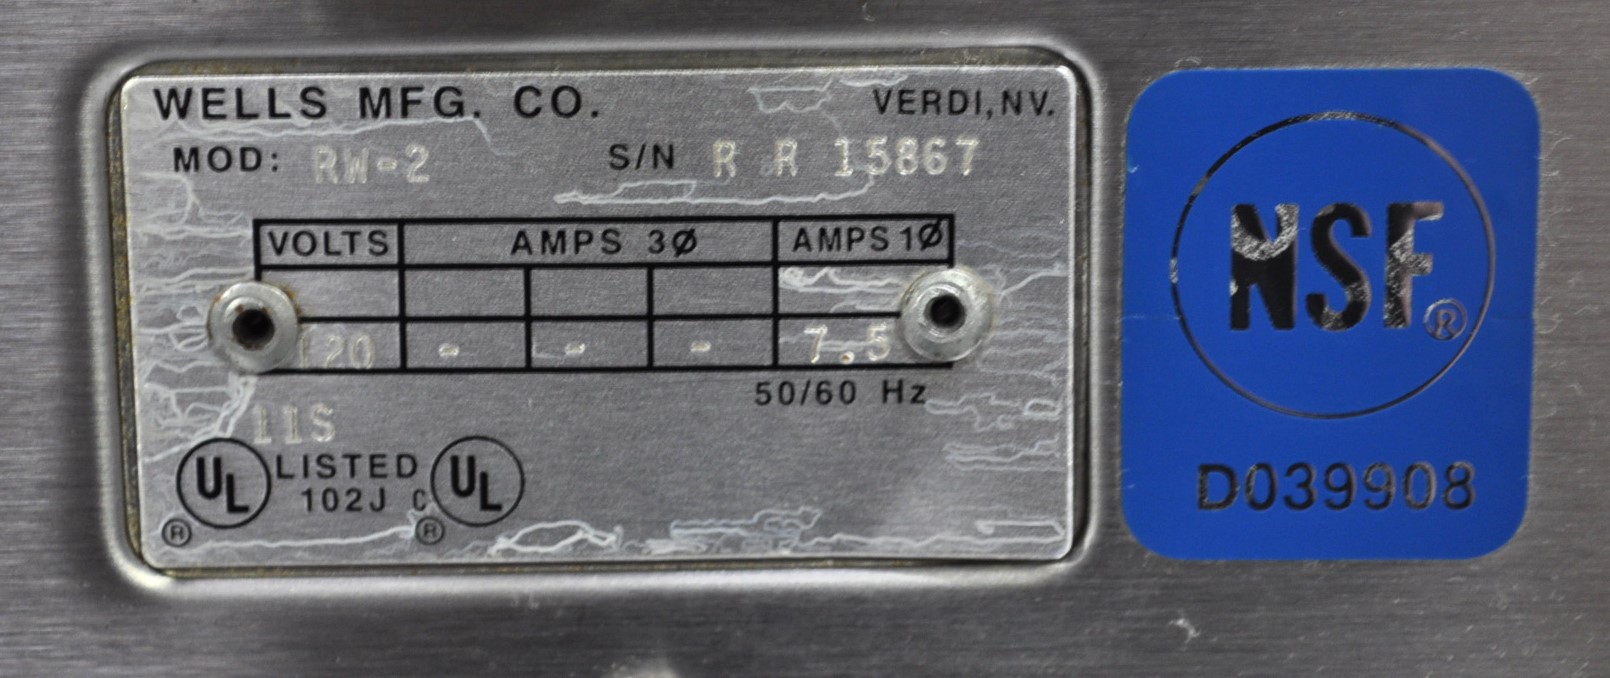 WELLS MFG. CO. VERDI, NV.
MOD: RW-2 S/N R R 15867
VOLTS AMPS 3Ø AMPS 1Ø
120 - - - 7.5
50/60 Hz
11S
UL LISTED C UL
® 102J ®
NSF®
D039908